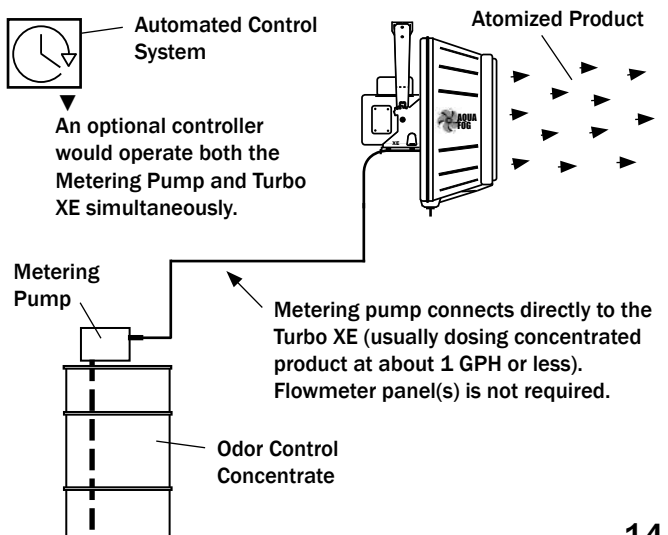 Automated Control
System
Atomized Product
An optional controller
would operate both the
Metering Pump and Turbo
XE simultaneously.
AQUA
FOG
XE
Metering
Pump
Metering pump connects directly to the
Turbo XE (usually dosing concentrated
product at about 1 GPH or less).
Flowmeter panel(s) is not required.
Odor Control
Concentrate
14